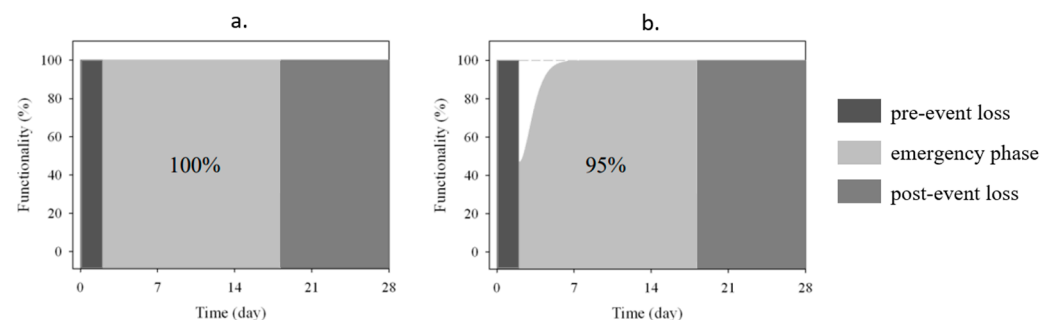 a.
100
80
60
40
20
0
Functionality (%)
100%
0 7 14 21 28
Time (day)
b.
100
80
60
40
20
0
Functionality (%)
95%
0 7 14 21 28
Time (day)
pre-event loss
emergency phase
post-event loss